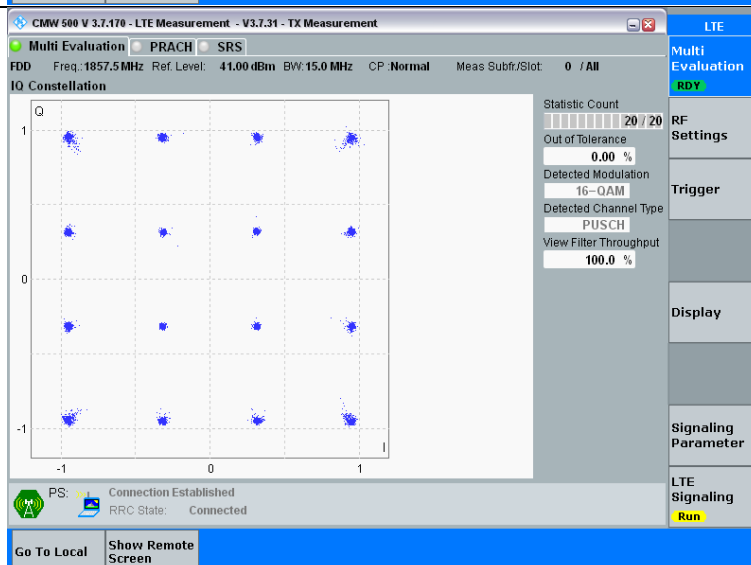 CMW 500 V 3.7.170 - LTE Measurement - V3.7.31 - TX Measurement
LTE
Multi Evaluation PRACH SRS
FDD Freq.:1857.5 MHz Ref. Level: 41.00 dBm BW:15.0 MHz CP :Normal Meas Subfr./Slot: 0 / All
IQ Constellation
Q
1
0
-1
I
-1 0 1
Statistic Count
20 / 20
Out of Tolerance
0.00 %
Detected Modulation
16-QAM
Detected Channel Type
PUSCH
View Filter Throughput
100.0 %
PS: Connection Established
RRC State: Connected
Multi
Evaluation
RDY
RF
Settings
Trigger
Display
Signaling
Parameter
LTE
Signaling
Run
Go To Local
Show Remote
Screen